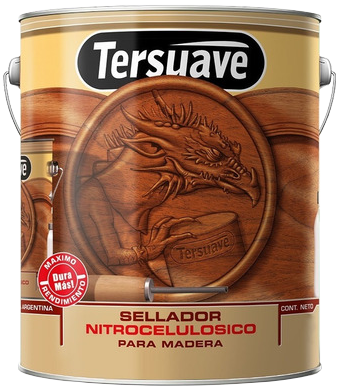 Tersuave
Tersuave
MAXIMO
Dura
Más!
RENDIMIENTO
ARGENTINA
SELLADOR
CONT. NETO
NITROCELULOSICO
PARA MADERA